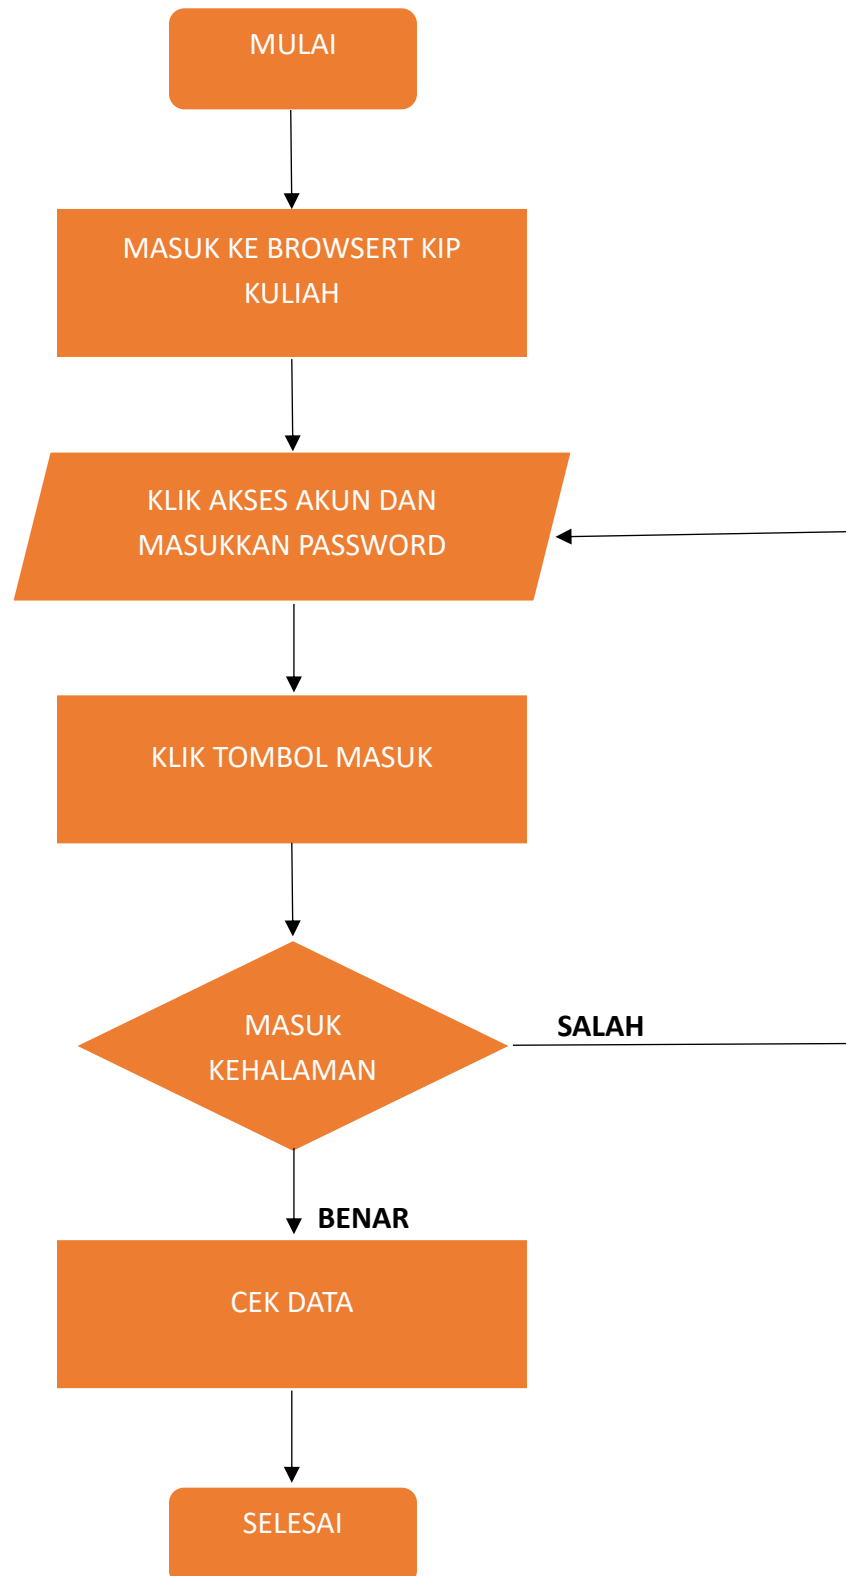 MULAI
MASUK KE BROWSERT KIP
KULIAH
KLIK AKSES AKUN DAN
MASUKKAN PASSWORD
KLIK TOMBOL MASUK
MASUK
KEHALAMAN
SALAH
BENAR
CEK DATA
SELESAI